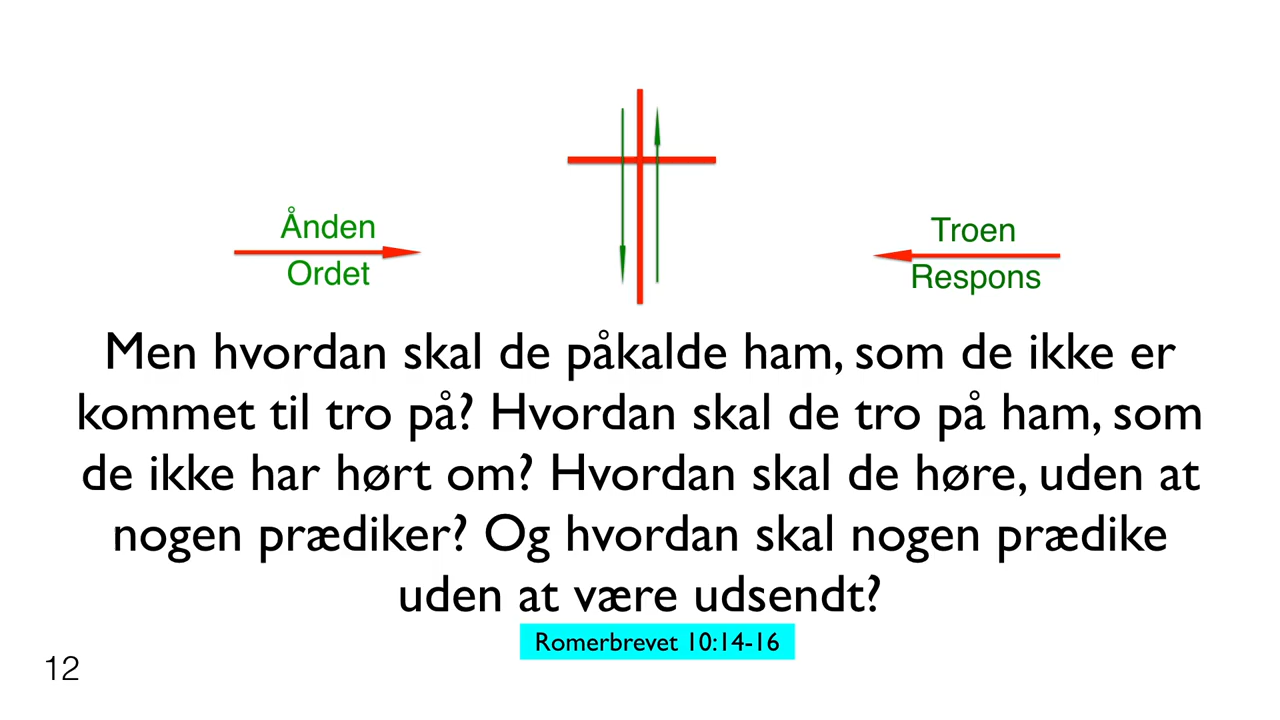 Ånden
Ordet
Troen
Respons
Men hvordan skal de påkalde ham, som de ikke er
kommet til tro på? Hvordan skal de tro på ham, som
de ikke har hørt om? Hvordan skal de høre, uden at
nogen prædiker? Og hvordan skal nogen prædike
uden at være udsendt?
Romerbrevet 10:14-16
12